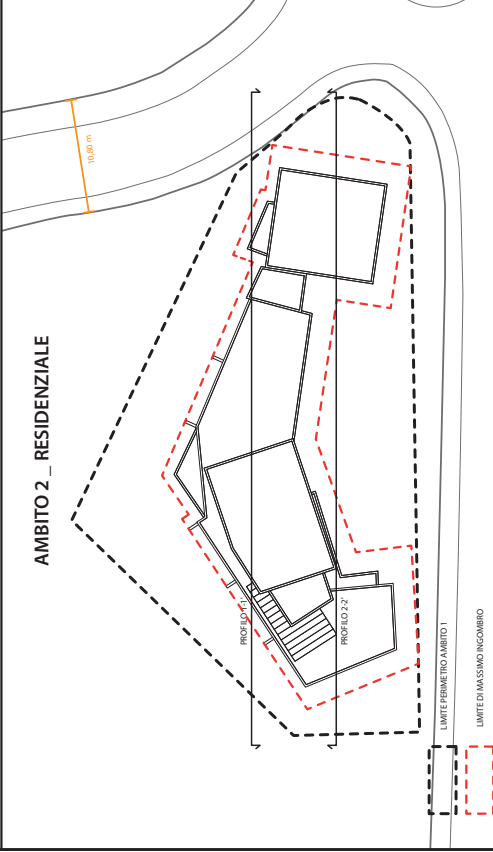 AMBITO 2 _ RESIDENZIALE
10,80 m
PROFILO 1-1'
PROFILO 2-2'
LIMITE PERIMETRO AMBITO 1
LIMITE DI MASSIMO INGOMBRO